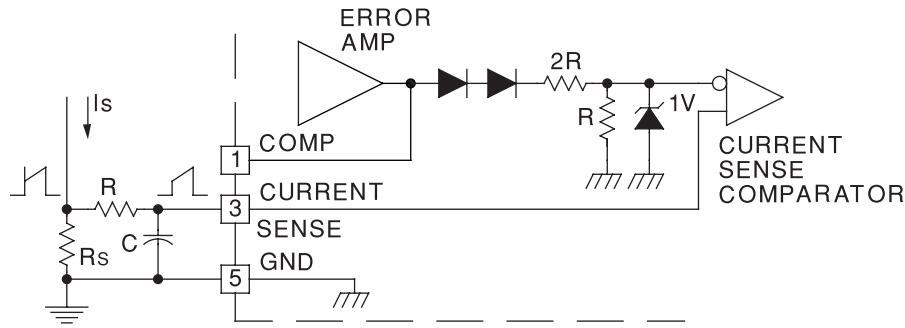 ERROR
AMP
2R
Is
R
1V
1
COMP
CURRENT
SENSE
COMPARATOR
R
3
CURRENT
SENSE
C
Rs
5
GND